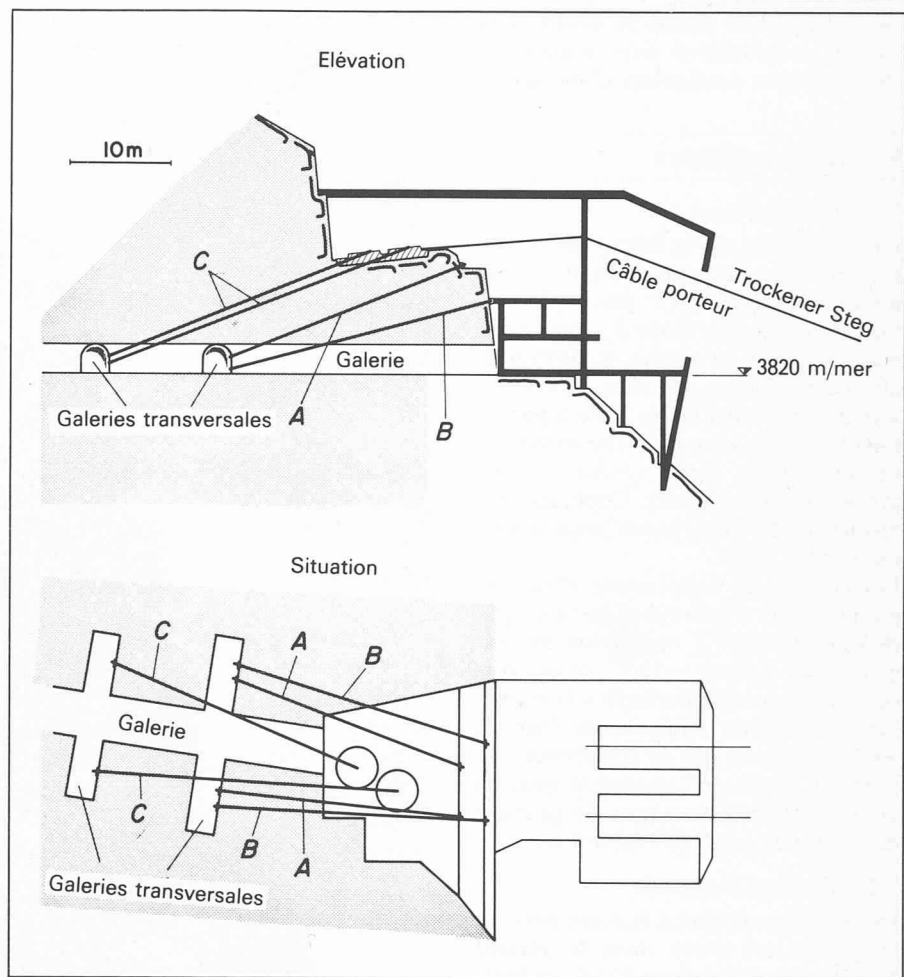 Elévation
10m
C
Câble porteur
Trockener Steg
Galerie
3820 m/mer
Galeries transversales
A
B
Situation
C
A
B
Galerie
C
B
A
Galeries transversales